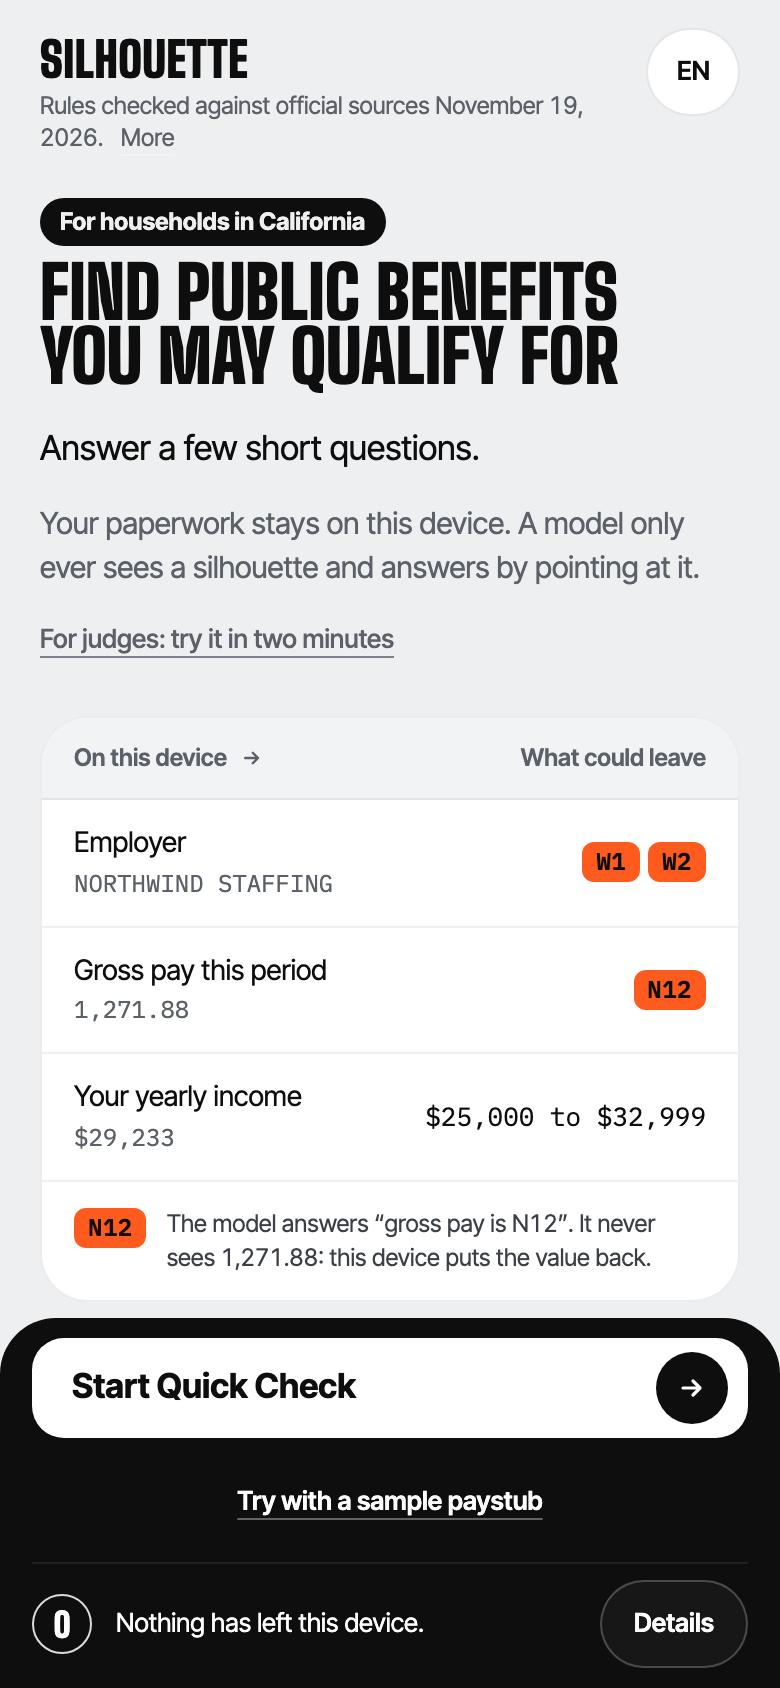 SILHOUETTE
EN
Rules checked against official sources November 19,
2026. More
For households in California
FIND PUBLIC BENEFITS
YOU MAY QUALIFY FOR
Answer a few short questions.
Your paperwork stays on this device. A model only
ever sees a silhouette and answers by pointing at it.
For judges: try it in two minutes
On this device → What could leave
Employer
NORTHWIND STAFFING
W1 W2
Gross pay this period
1,271.88
N12
Your yearly income
$29,233
$25,000 to $32,999
N12 The model answers “gross pay is N12”. It never
sees 1,271.88: this device puts the value back.
Start Quick Check →
Try with a sample paystub
0 Nothing has left this device. Details